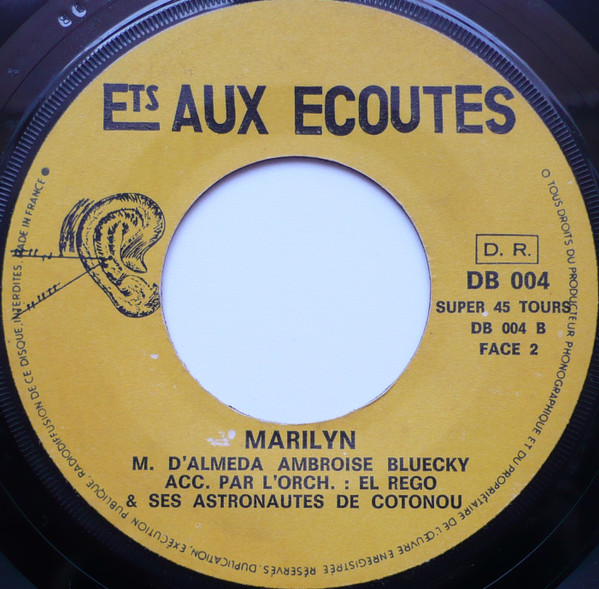 ETS AUX ECOUTES
D. R.
DB 004
SUPER 45 TOURS
DB 004 B
FACE 2
MARILYN
M. D'ALMEDA AMBROISE BLUECKY
ACC. PAR L'ORCH. : EL REGO
& SES ASTRONAUTES DE COTONOU
O TOUS DROITS DU PRODUCTEUR PHONOGRAPHIQUE ET DU PROPRIÉTAIRE DE L'ŒUVRE ENREGISTRÉE RÉSERVÉS. DUPLICATION, EXÉCUTION PUBLIQUE, RADIODIFFUSION DE CE DISQUE INTERDITES. MADE IN FRANCE ●